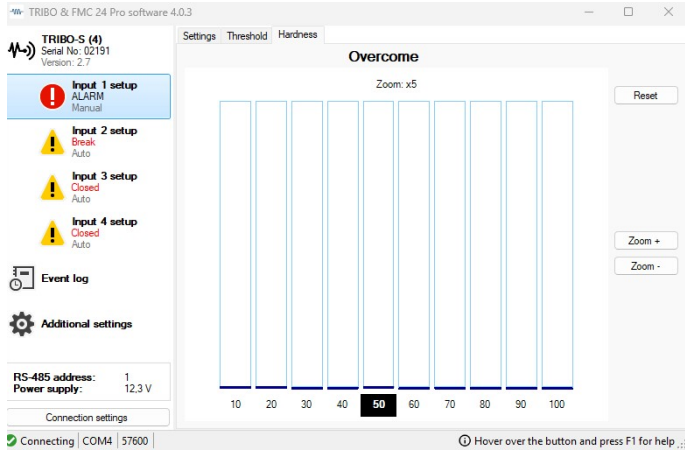 TRIBO & FMC 24 Pro software 4.0.3
TRIBO-S (4)
Serial No: 02191
Version: 2.7
Input 1 setup
ALARM
Manual
Input 2 setup
Break
Auto
Input 3 setup
Closed
Auto
Input 4 setup
Closed
Auto
Event log
Additional settings
RS-485 address: 1
Power supply: 12,3 V
Connection settings
Settings Threshold Hardness
Overcome
Zoom: x5
10 20 30 40 50 60 70 80 90 100
Reset
Zoom +
Zoom -
Connecting COM4 57600
Hover over the button and press F1 for help